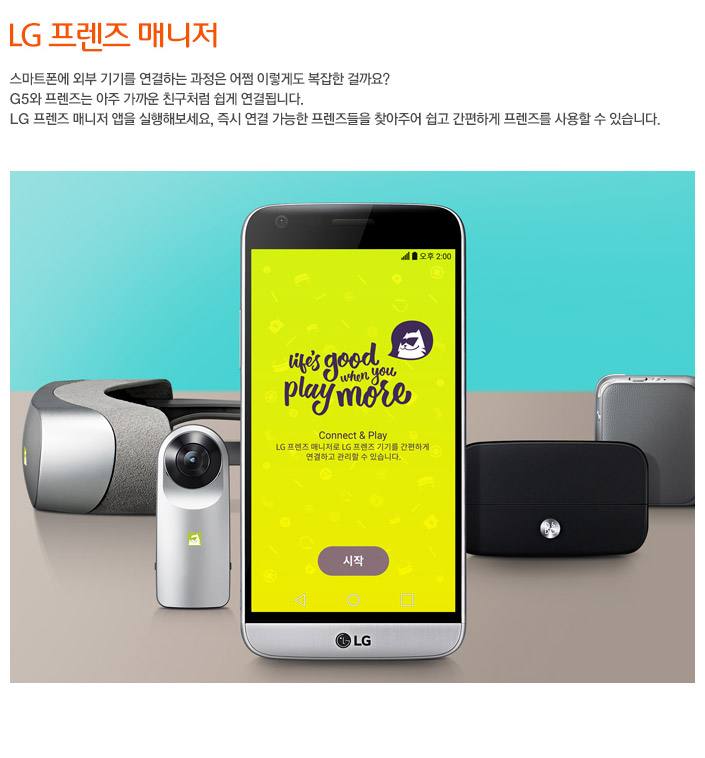 LG 프렌즈 매니저
스마트폰에 외부 기기를 연결하는 과정은 어쩜 이렇게도 복잡한 걸까요?
G5와 프렌즈는 아주 가까운 친구처럼 쉽게 연결됩니다.
LG 프렌즈 매니저 앱을 실행해보세요, 즉시 연결 가능한 프렌즈들을 찾아주어 쉽고 간편하게 프렌즈를 사용할 수 있습니다.
오후 2:00
life's good
when you
play more
Connect & Play
LG 프렌즈 매니저로 LG 프렌즈 기기를 간편하게
연결하고 관리할 수 있습니다.
시작
LG